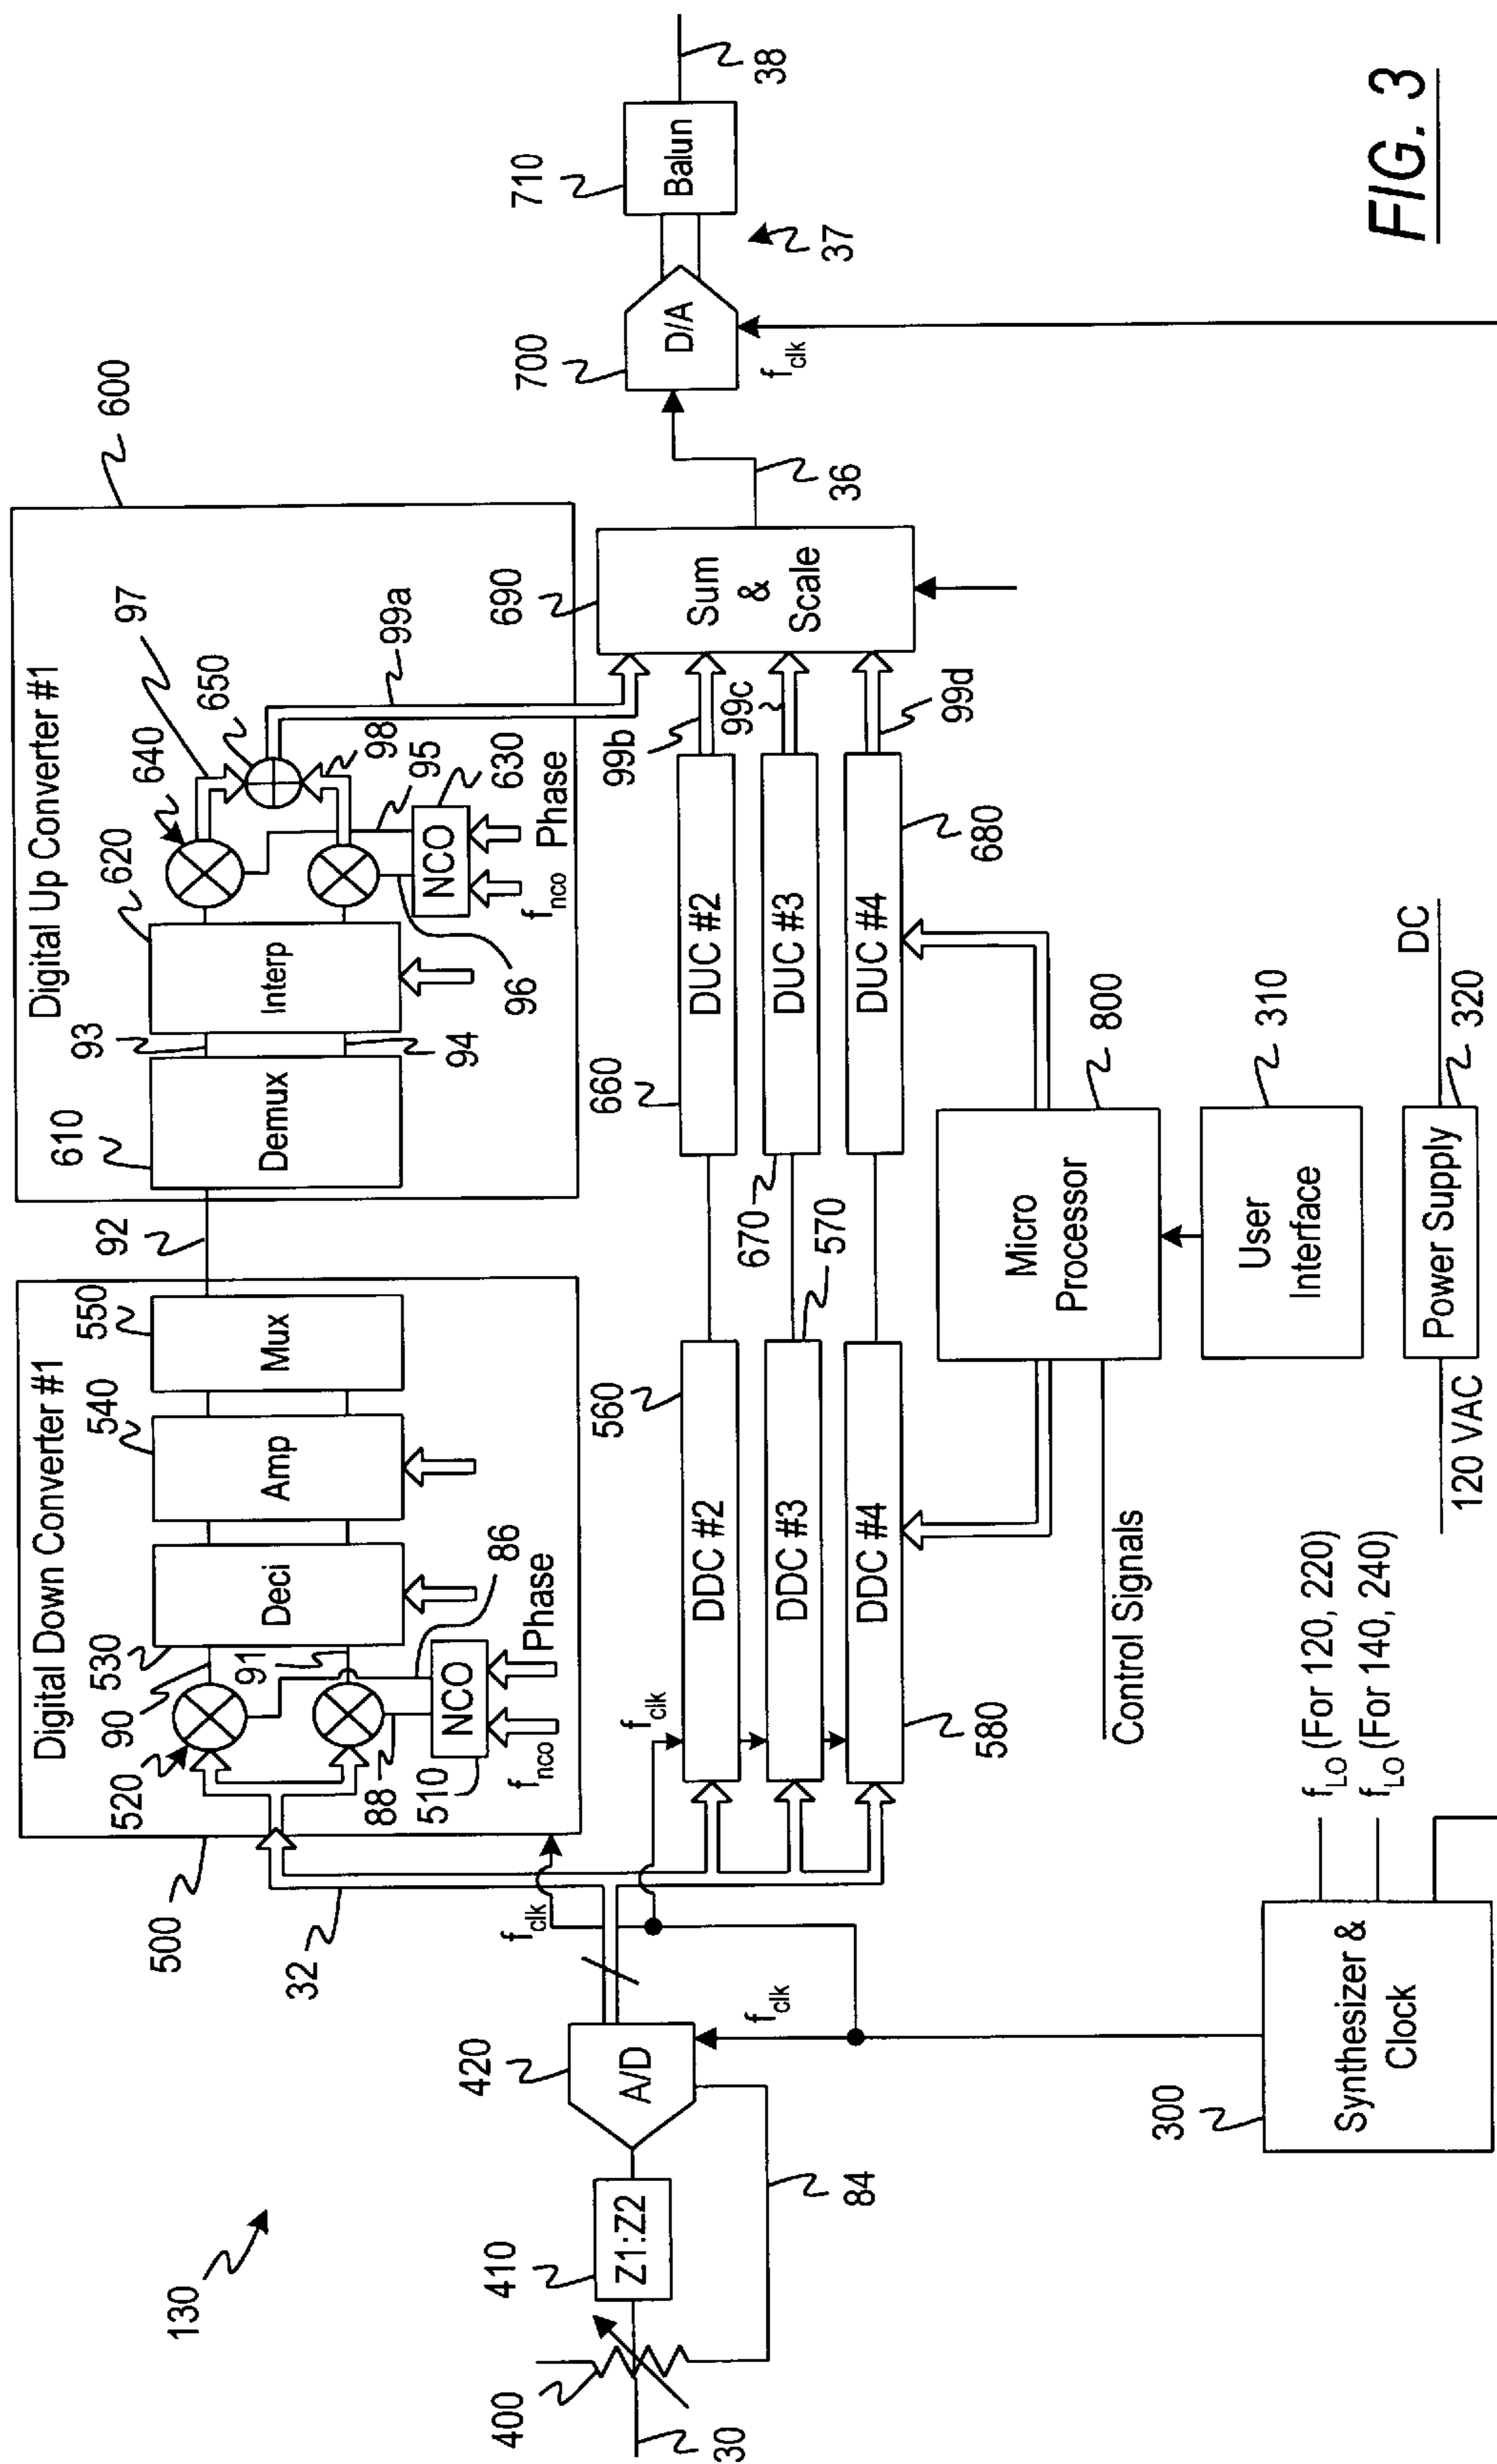 130
30
400
410
Z1:Z2
84
420
A/D
f_clk
f_clk
f_clk
32
500
Digital Down Converter #1
520
90
530
91
88
86
510
NCO
f_nco
Phase
Deci
540
Amp
550
Mux
92
560
DDC #2
DDC #3
570
DDC #4
580
Digital Up Converter #1
600
610
Demux
93
94
620
Interp
96
640
97
650
98
95
630
NCO
f_nco
Phase
99a
660
DUC #2
99b
670
DUC #3
99c
DUC #4
680
99d
690
Sum
&
Scale
36
700
D/A
f_clk
37
710
Balun
38
Micro
Processor
800
Control Signals
User
Interface
310
120 VAC
Power Supply
320
DC
300
Synthesizer &
Clock
f_LO (For 120, 220)
f_LO (For 140, 240)
FIG. 3